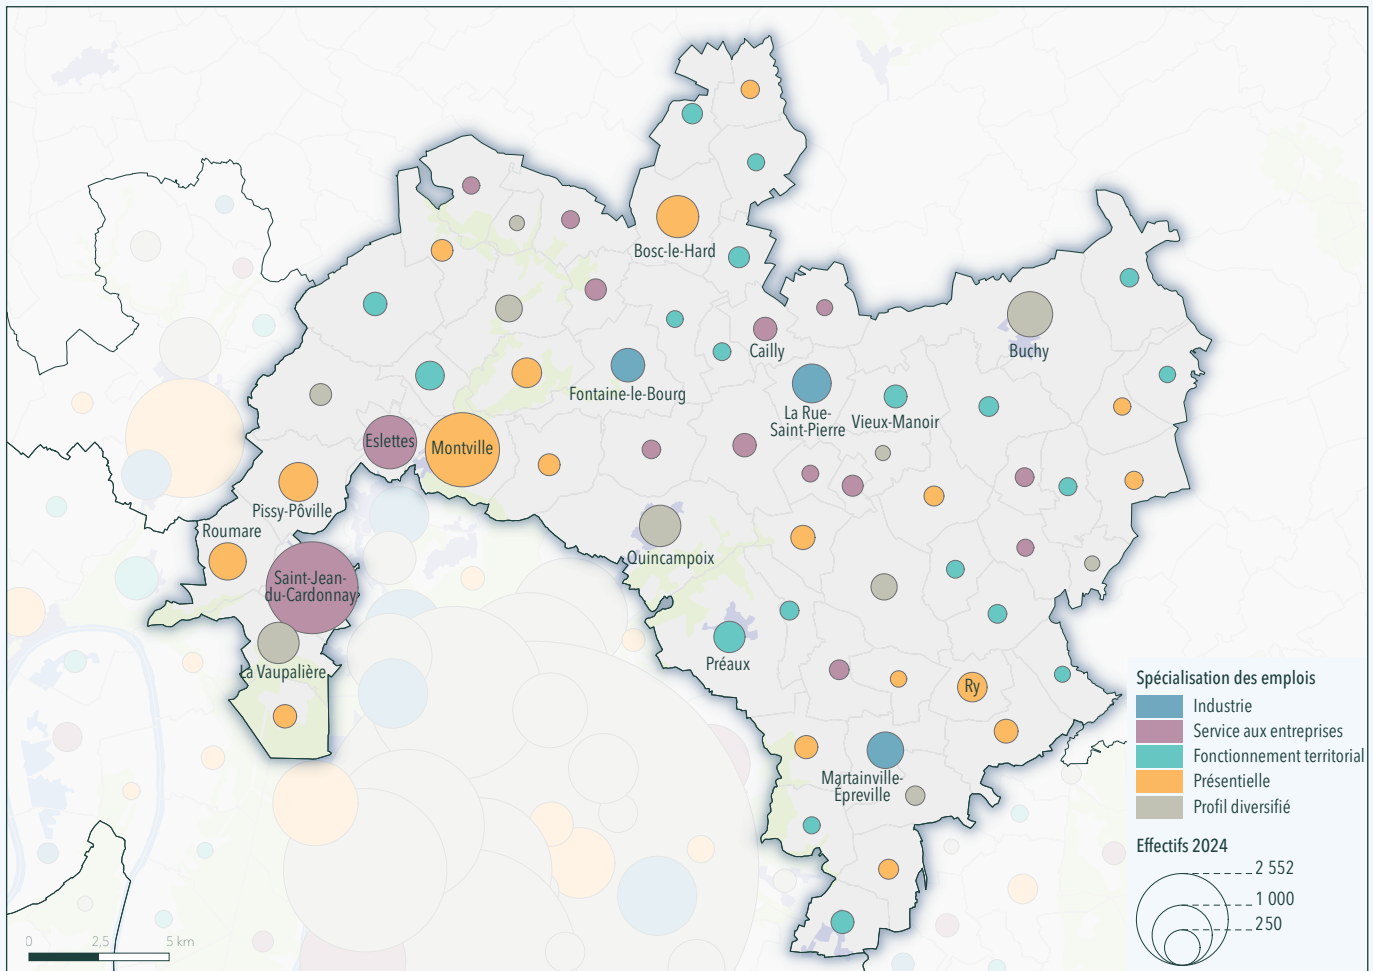 Bosc-le-Hard
Buchy
Cailly
Fontaine-le-Bourg
La Rue-
Saint-Pierre
Vieux-Manoir
Eslettes
Montville
Pissy-Pôville
Roumare
Quincampoix
Saint-Jean-
du-Cardonnay
La Vaupalière
Préaux
Ry
Martainville-
Épreville
Spécialisation des emplois
Industrie
Service aux entreprises
Fonctionnement territorial
Présentielle
Profil diversifié
Effectifs 2024
2 552
1 000
250
0 2,5 5 km